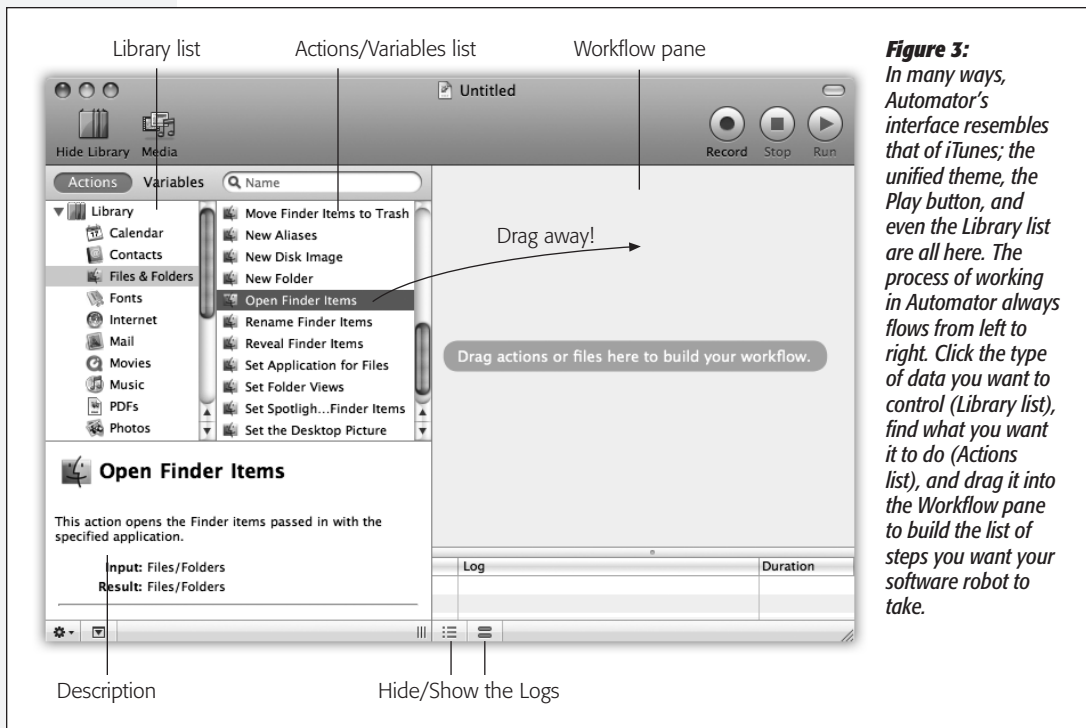 Library list
Actions/Variables list
Workflow pane
Untitled
Hide Library
Media
Record
Stop
Run
Actions
Variables
Name
Library
Calendar
Contacts
Files & Folders
Fonts
Internet
Mail
Movies
Music
PDFs
Photos
Move Finder Items to Trash
New Aliases
New Disk Image
New Folder
Open Finder Items
Rename Finder Items
Reveal Finder Items
Set Application for Files
Set Folder Views
Set Spotligh...Finder Items
Set the Desktop Picture
Drag away!
Drag actions or files here to build your workflow.
Open Finder Items
This action opens the Finder items passed in with the
specified application.
Input: Files/Folders
Result: Files/Folders
Log
Duration
Description
Hide/Show the Logs
Figure 3:
In many ways,
Automator's
interface resembles
that of iTunes; the
unified theme, the
Play button, and
even the Library list
are all here. The
process of working
in Automator always
flows from left to
right. Click the type
of data you want to
control (Library list),
find what you want
it to do (Actions
list), and drag it into
the Workflow pane
to build the list of
steps you want your
software robot to
take.